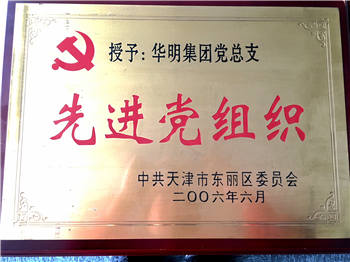 授予：华明集团党总支
先进党组织
中共天津市东丽区委员会
二〇〇六年六月